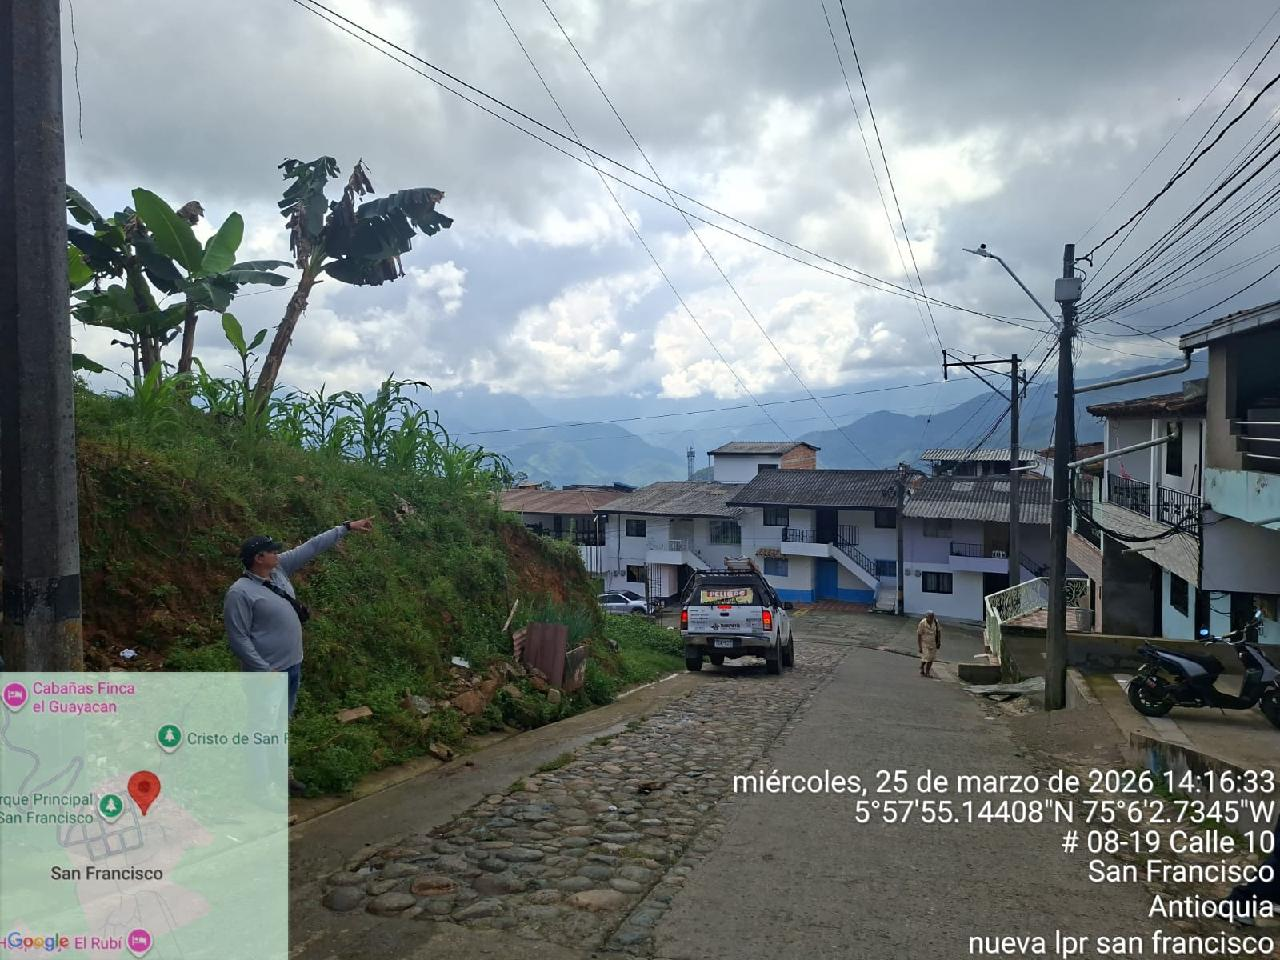 PELIGRO
Cabañas Finca
el Guayacan
Cristo de San F
rque Principal
San Francisco
San Francisco
El Rubí
Google
miércoles, 25 de marzo de 2026 14:16:33
5°57'55.14408"N 75°6'2.7345"W
# 08-19 Calle 10
San Francisco
Antioquia
nueva lpr san francisco